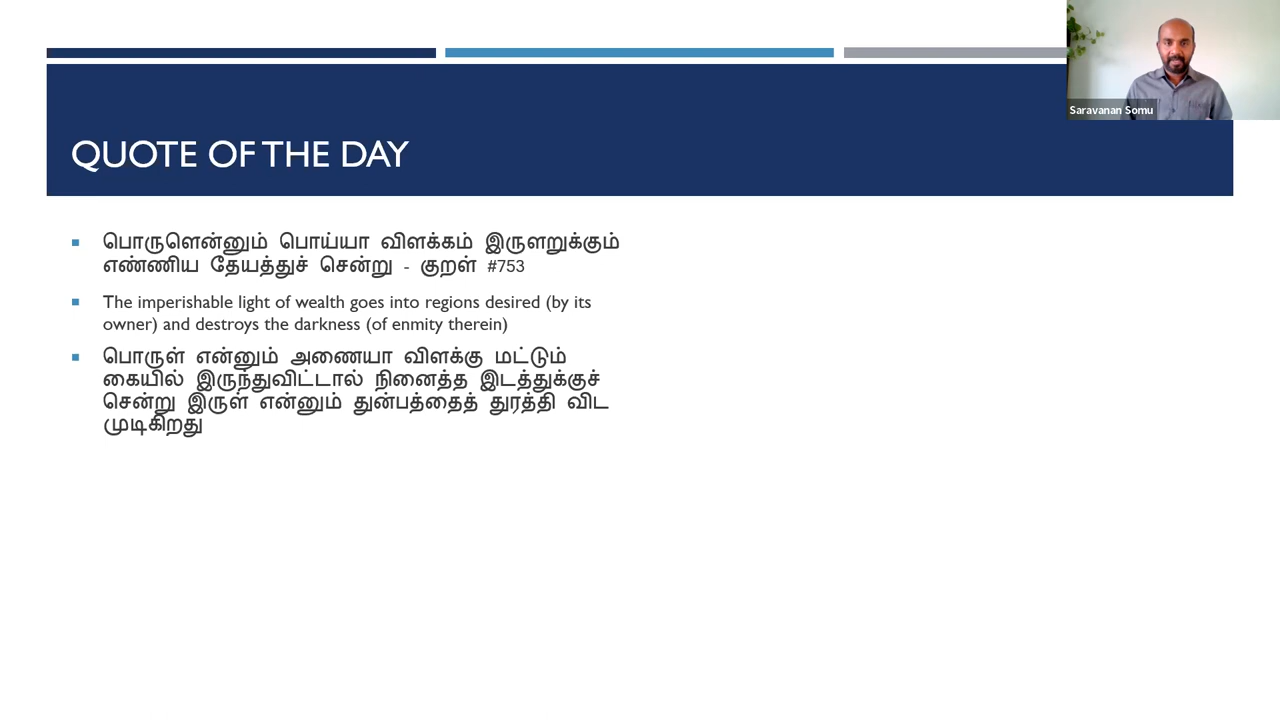 Saravanan Somu
QUOTE OF THE DAY
பொருளென்னும் பொய்யா விளக்கம் இருளறுக்கும்
எண்ணிய தேயத்துச் சென்று - குறள் #753
The imperishable light of wealth goes into regions desired (by its
owner) and destroys the darkness (of enmity therein)
பொருள் என்னும் அணையா விளக்கு மட்டும்
கையில் இருந்துவிட்டால் நினைத்த இடத்துக்குச்
சென்று இருள் என்னும் துன்பத்தைத் துரத்தி விட
முடிகிறது